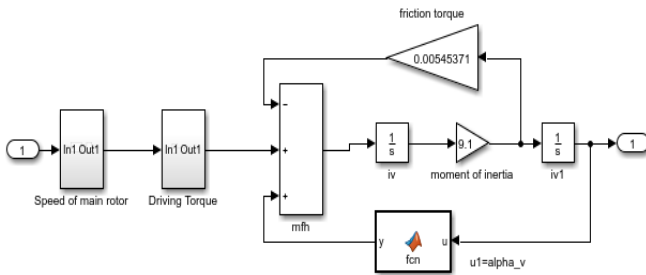 friction torque
0.00545371
1
In1 Out1
Speed of main rotor
In1 Out1
Driving Torque
−
+
+
mfh
1
s
iv
9.1
moment of inertia
1
s
iv1
1
y
fcn
u
u1=alpha_v